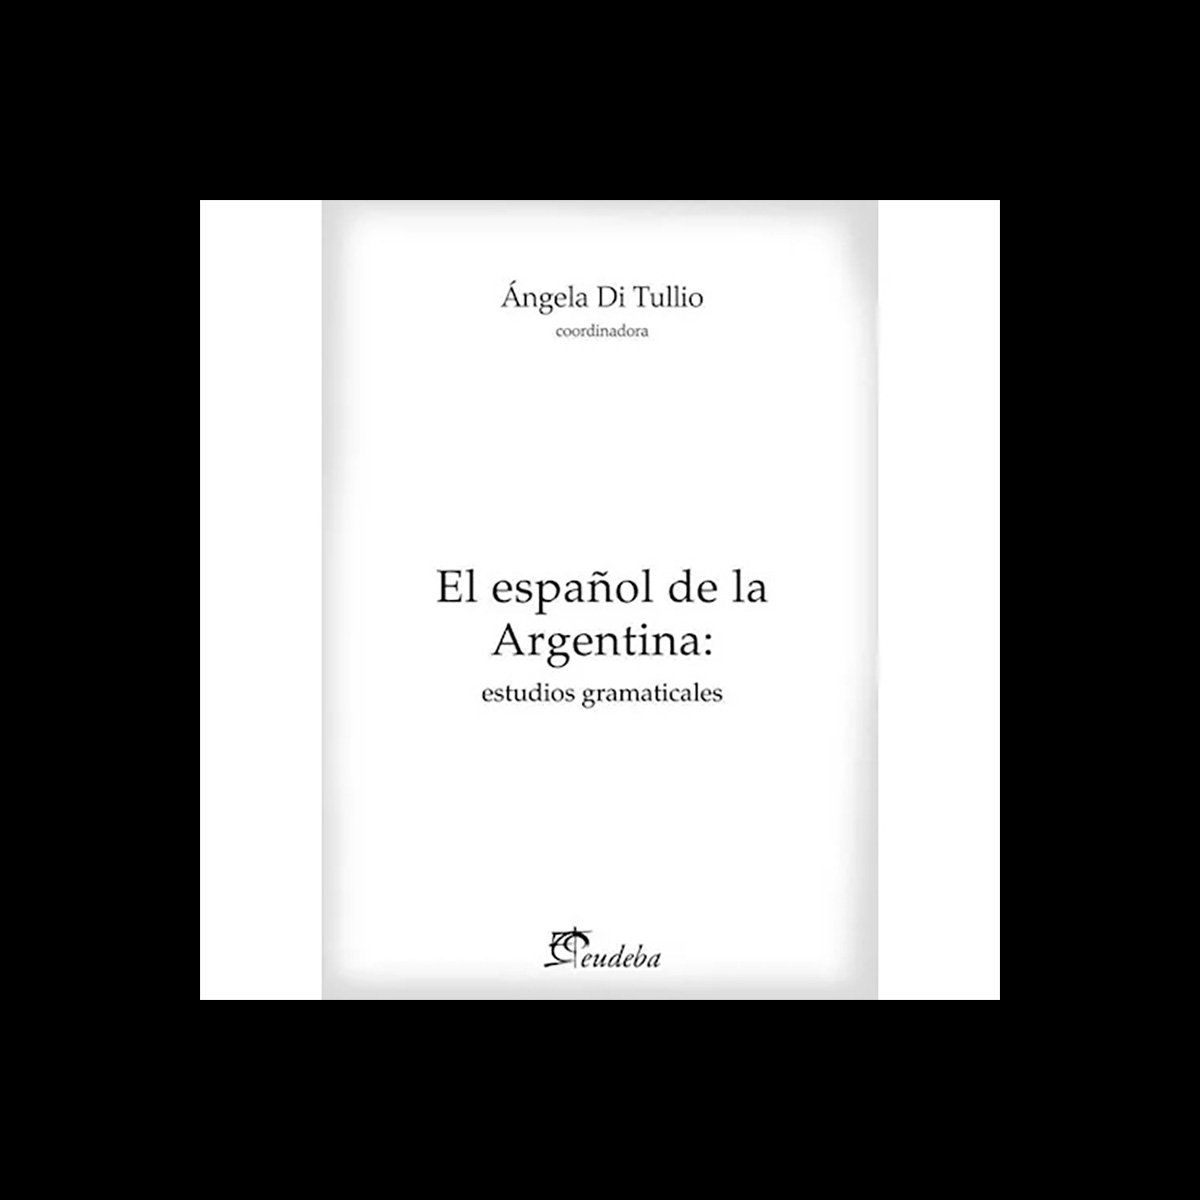 Ángela Di Tullio
coordinadora
El español de la
Argentina:
estudios gramaticales
eudeba